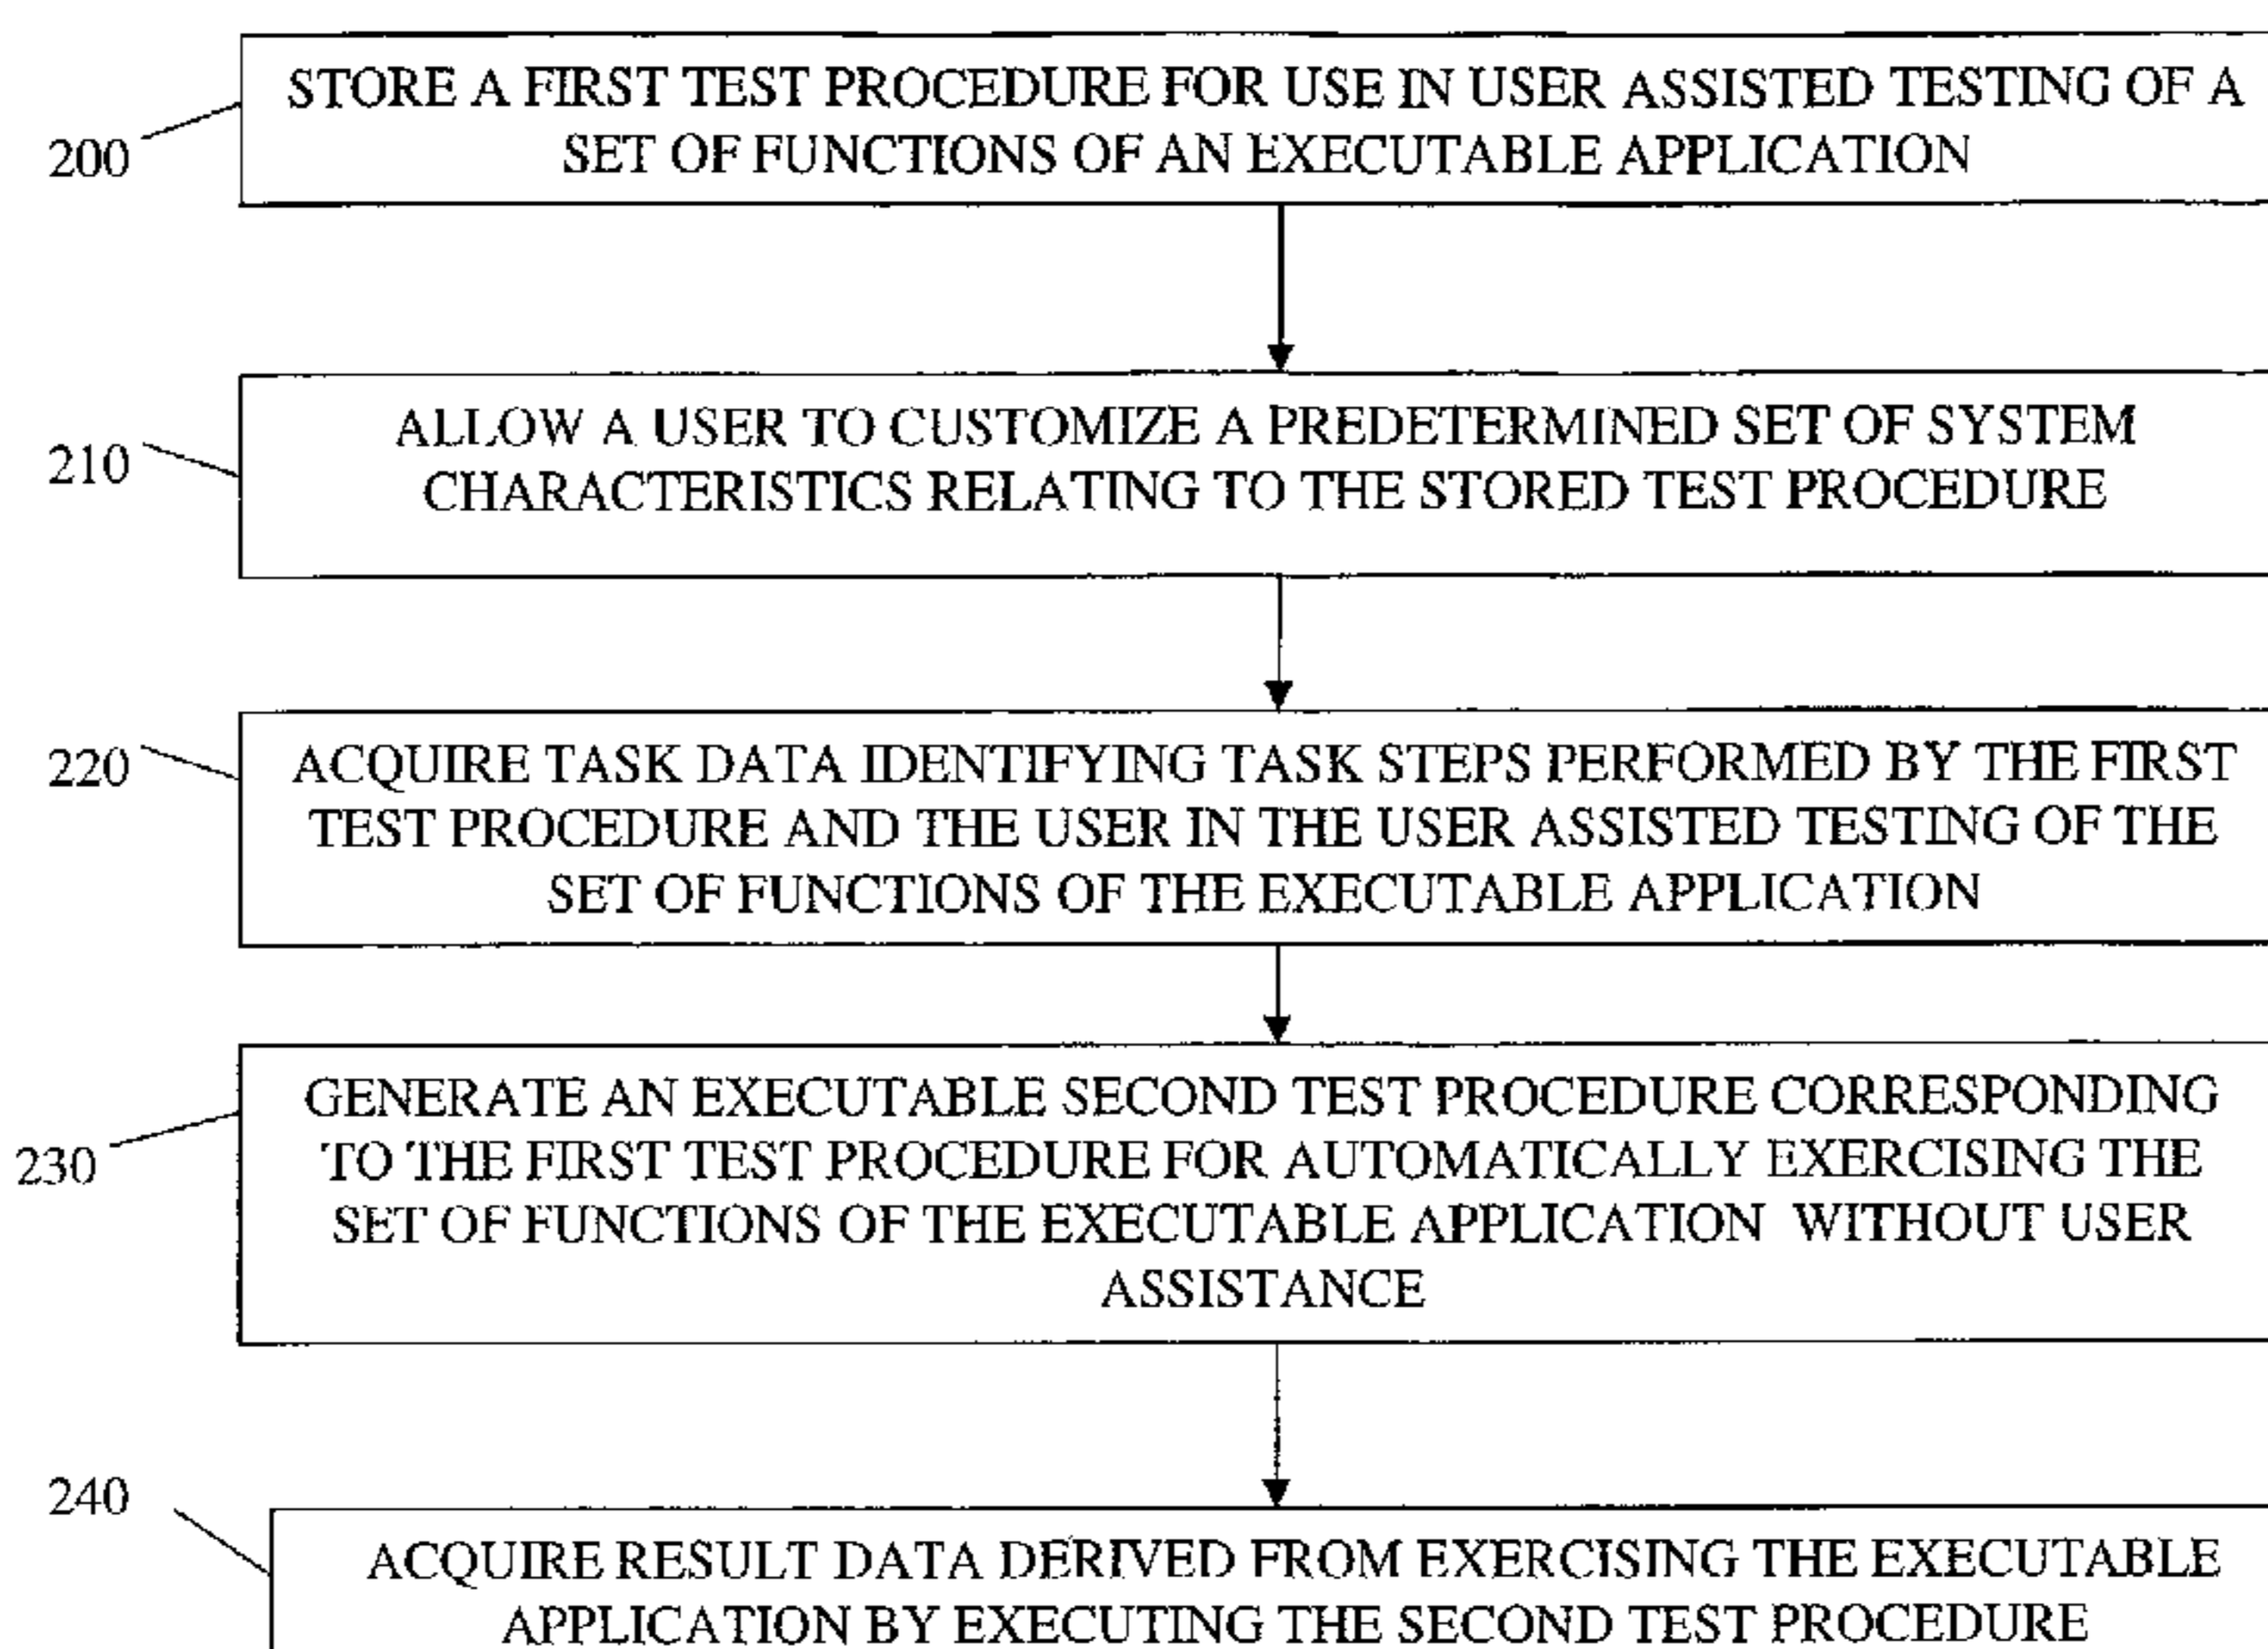 STORE A FIRST TEST PROCEDURE FOR USE IN USER ASSISTED TESTING OF A
SET OF FUNCTIONS OF AN EXECUTABLE APPLICATION
200
ALLOW A USER TO CUSTOMIZE A PREDETERMINED SET OF SYSTEM
CHARACTERISTICS RELATING TO THE STORED TEST PROCEDURE
210
ACQUIRE TASK DATA IDENTIFYING TASK STEPS PERFORMED BY THE FIRST
TEST PROCEDURE AND THE USER IN THE USER ASSISTED TESTING OF THE
SET OF FUNCTIONS OF THE EXECUTABLE APPLICATION
220
GENERATE AN EXECUTABLE SECOND TEST PROCEDURE CORRESPONDING
TO THE FIRST TEST PROCEDURE FOR AUTOMATICALLY EXERCISING THE
SET OF FUNCTIONS OF THE EXECUTABLE APPLICATION WITHOUT USER
ASSISTANCE
230
240
ACQUIRE RESULT DATA DERIVED FROM EXERCISING THE EXECUTABLE
APPLICATION BY EXECUTING THE SECOND TEST PROCEDURE